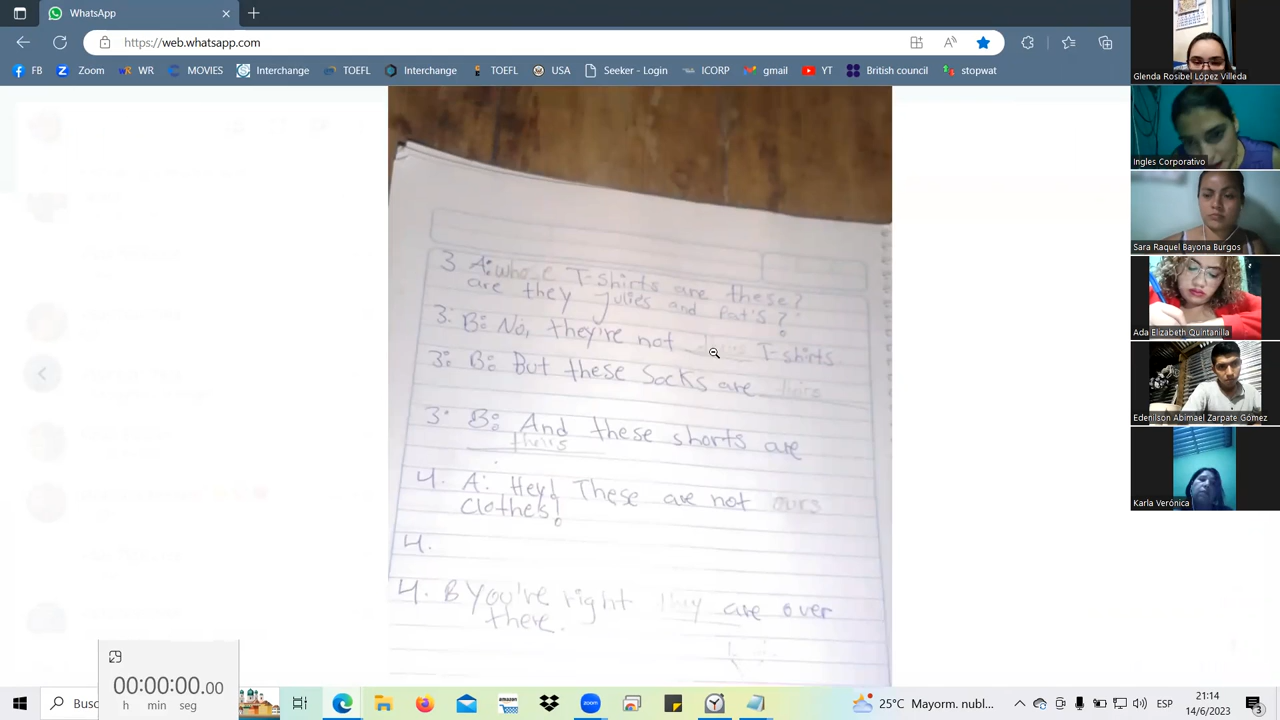 WhatsApp
https://web.whatsapp.com
FB
Zoom
WR
MOVIES
Interchange
TOEFL
Interchange
TOEFL
USA
Seeker - Login
ICORP
gmail
YT
British council
stopwat
3 A: whose T-shirts are these?
are they Julies and Pat's?
3: B: No, they're not T-shirts.
3: B: But these Socks are
3: B: And these shorts are
theirs
4. A: Hey! These are not ours
Clothes!
4.
4. B You're right they are over
there.
Glenda Rosibel López Villeda
Ingles Corporativo
Sara Raquel Bayona Burgos
Ada Elizabeth Quintanilla
Edenilson Abimael Zarpate Gómez
Karla Verónica
00:00:00.00
h min seg
Busc
25°C Mayorm. nubl...
ESP
21:14
14/6/2023
3